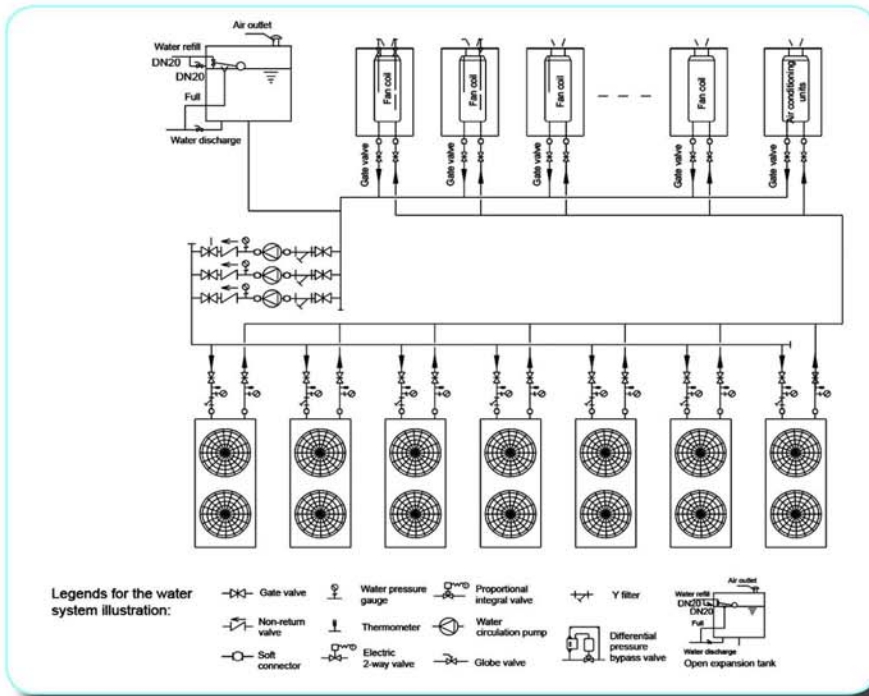 Air outlet
Water refill
DN20
DN20
Full
Water discharge
Fan coil
Fan coil
Fan coil
Fan coil
Air conditioning
units
Gate valve
Gate valve
Gate valve
Gate valve
Gate valve
Legends for the water
system illustration:
Gate valve
Water pressure
gauge
Proportional
integral valve
Y filter
Non-return
valve
Thermometer
Water
circulation pump
Differential
pressure
bypass valve
Soft
connector
Electric
2-way valve
Globe valve
Air outlet
Water refill
DN20
DN20
Full
Water discharge
Open expansion tank